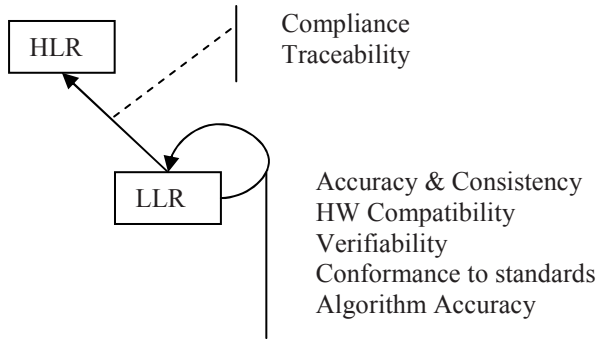 Compliance
Traceability
HLR
LLR
Accuracy & Consistency
HW Compatibility
Verifiability
Conformance to standards
Algorithm Accuracy